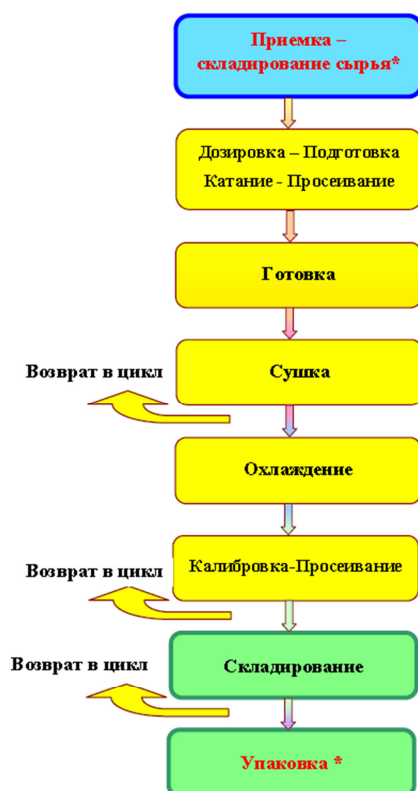 Приемка –
складирование сырья*
Дозировка – Подготовка
Катание - Просеивание
Готовка
Возврат в цикл
Сушка
Охлаждение
Возврат в цикл
Калибровка-Просеивание
Возврат в цикл
Складирование
Упаковка *